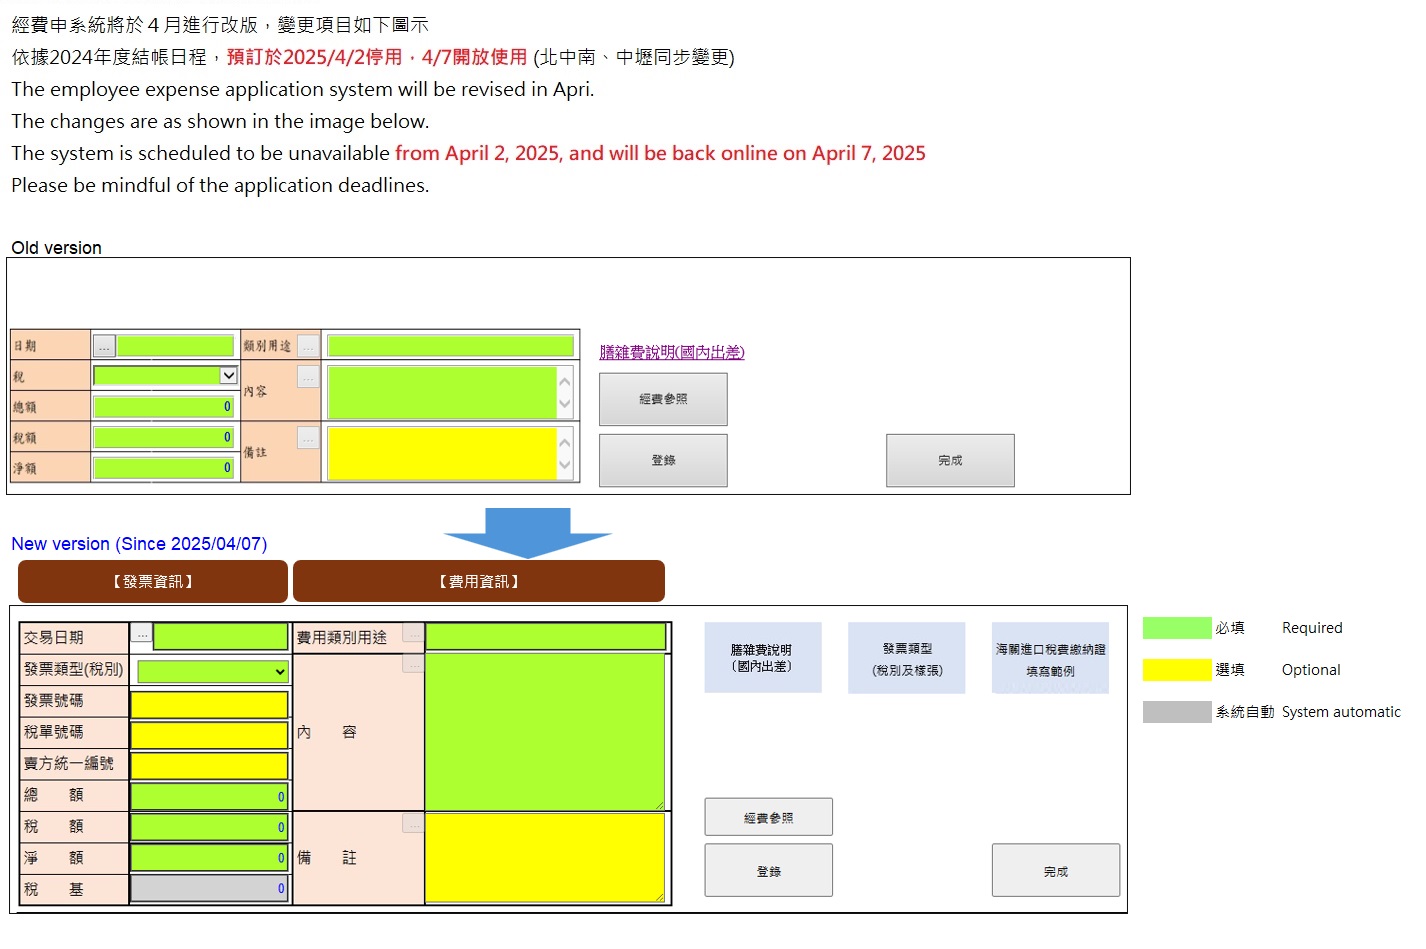 經費申系統將於４月進行改版，變更項目如下圖示
依據2024年度結帳日程，預訂於2025/4/2停用，4/7開放使用 (北中南、中壢同步變更)
The employee expense application system will be revised in Apri.
The changes are as shown in the image below.
The system is scheduled to be unavailable from April 2, 2025, and will be back online on April 7, 2025
Please be mindful of the application deadlines.
Old version
日期 ... 類別用途 ...
稅
內容 ...
總額 0
稅額 0
備註 ...
淨額 0
膳雜費說明(國內出差)
經費參照
登錄
完成
New version (Since 2025/04/07)
【發票資訊】
【費用資訊】
交易日期 ... 費用類別用途 ...
發票類型(稅別) ...
發票號碼
稅單號碼
內 容
賣方統一編號
總 額 0
稅 額 0
...
淨 額 0
備 註
稅 基 0
膳雜費說明
(國內出差)
發票類型
(稅別及樣張)
海關進口稅費繳納證
填寫範例
經費參照
登錄
完成
必填 Required
選填 Optional
系統自動 System automatic